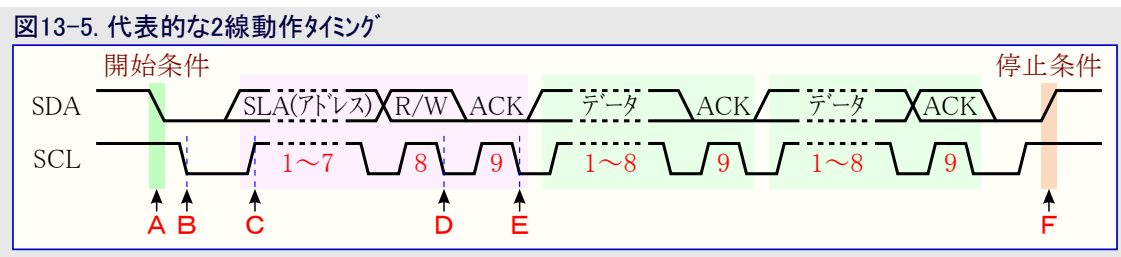 図13-5. 代表的な2線動作ﾀｲﾐﾝｸﾞ
開始条件 停止条件
SDA SLA(ｱﾄﾞﾚｽ) R/W ACK データ ACK データ ACK
SCL 1～7 8 9 1～8 9 1～8 9
A B C D E F